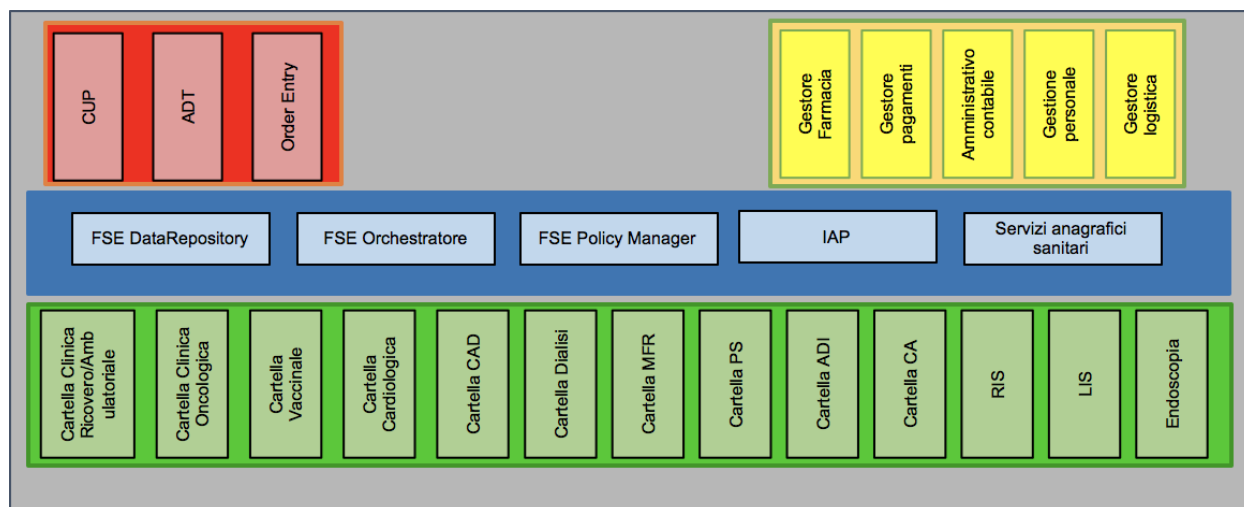 CUP
ADT
Order Entry
Gestore
Farmacia
Gestore
pagamenti
Amministrativo
contabile
Gestione
personale
Gestore
logistica
FSE DataRepository
FSE Orchestratore
FSE Policy Manager
IAP
Servizi anagrafici
sanitari
Cartella Clinica
Ricovero/Amb
ulatoriale
Cartella Clinica
Oncologica
Cartella
Vaccinale
Cartella
Cardiologica
Cartella CAD
Cartella Dialisi
Cartella MFR
Cartella PS
Cartella ADI
Cartella CA
RIS
LIS
Endoscopia